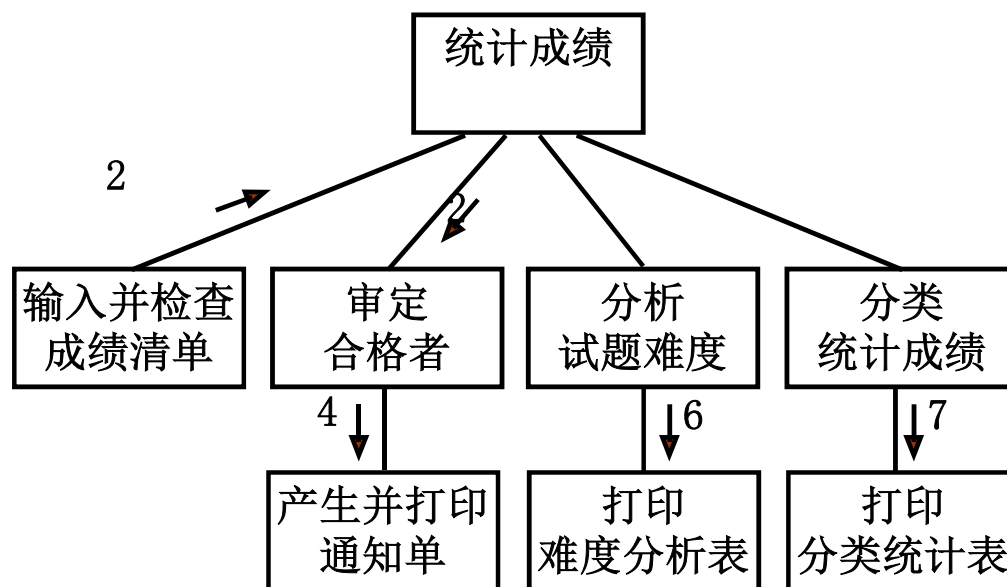 统计成绩
2
2
输入并检查
成绩清单
审定
合格者
分析
试题难度
分类
统计成绩
4
6
7
产生并打印
通知单
打印
难度分析表
打印
分类统计表